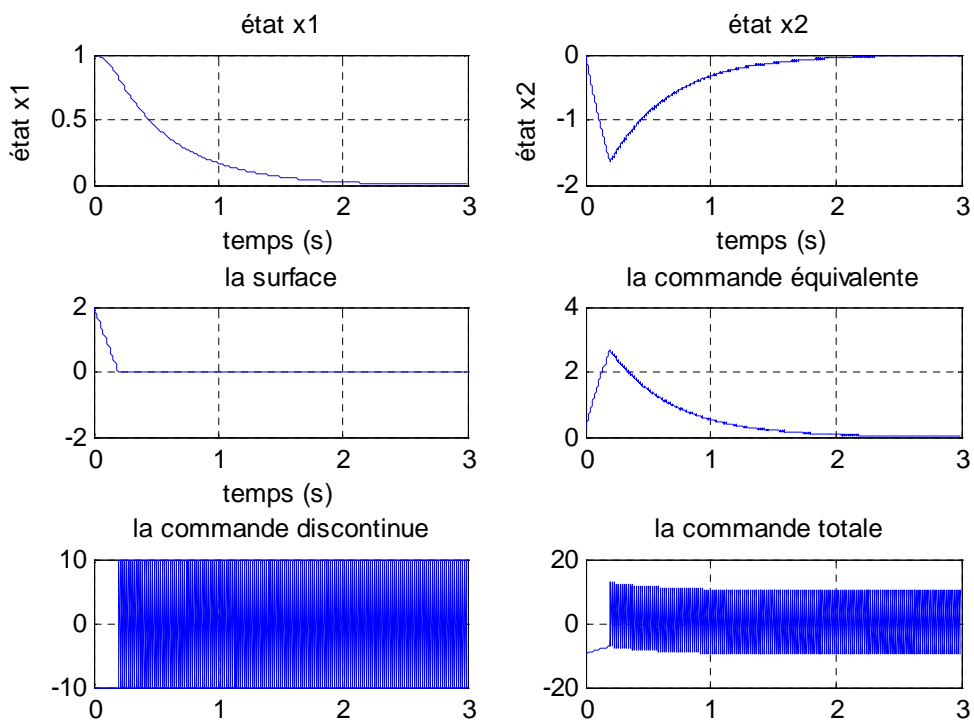 état x1
état x1
1
0.5
0
0 1 2 3
temps (s)
état x2
état x2
0
-1
-2
0 1 2 3
temps (s)
la surface
2
0
-2
0 1 2 3
temps (s)
la commande équivalente
4
2
0
0 1 2 3
la commande discontinue
10
0
-10
0 1 2 3
la commande totale
20
0
-20
0 1 2 3